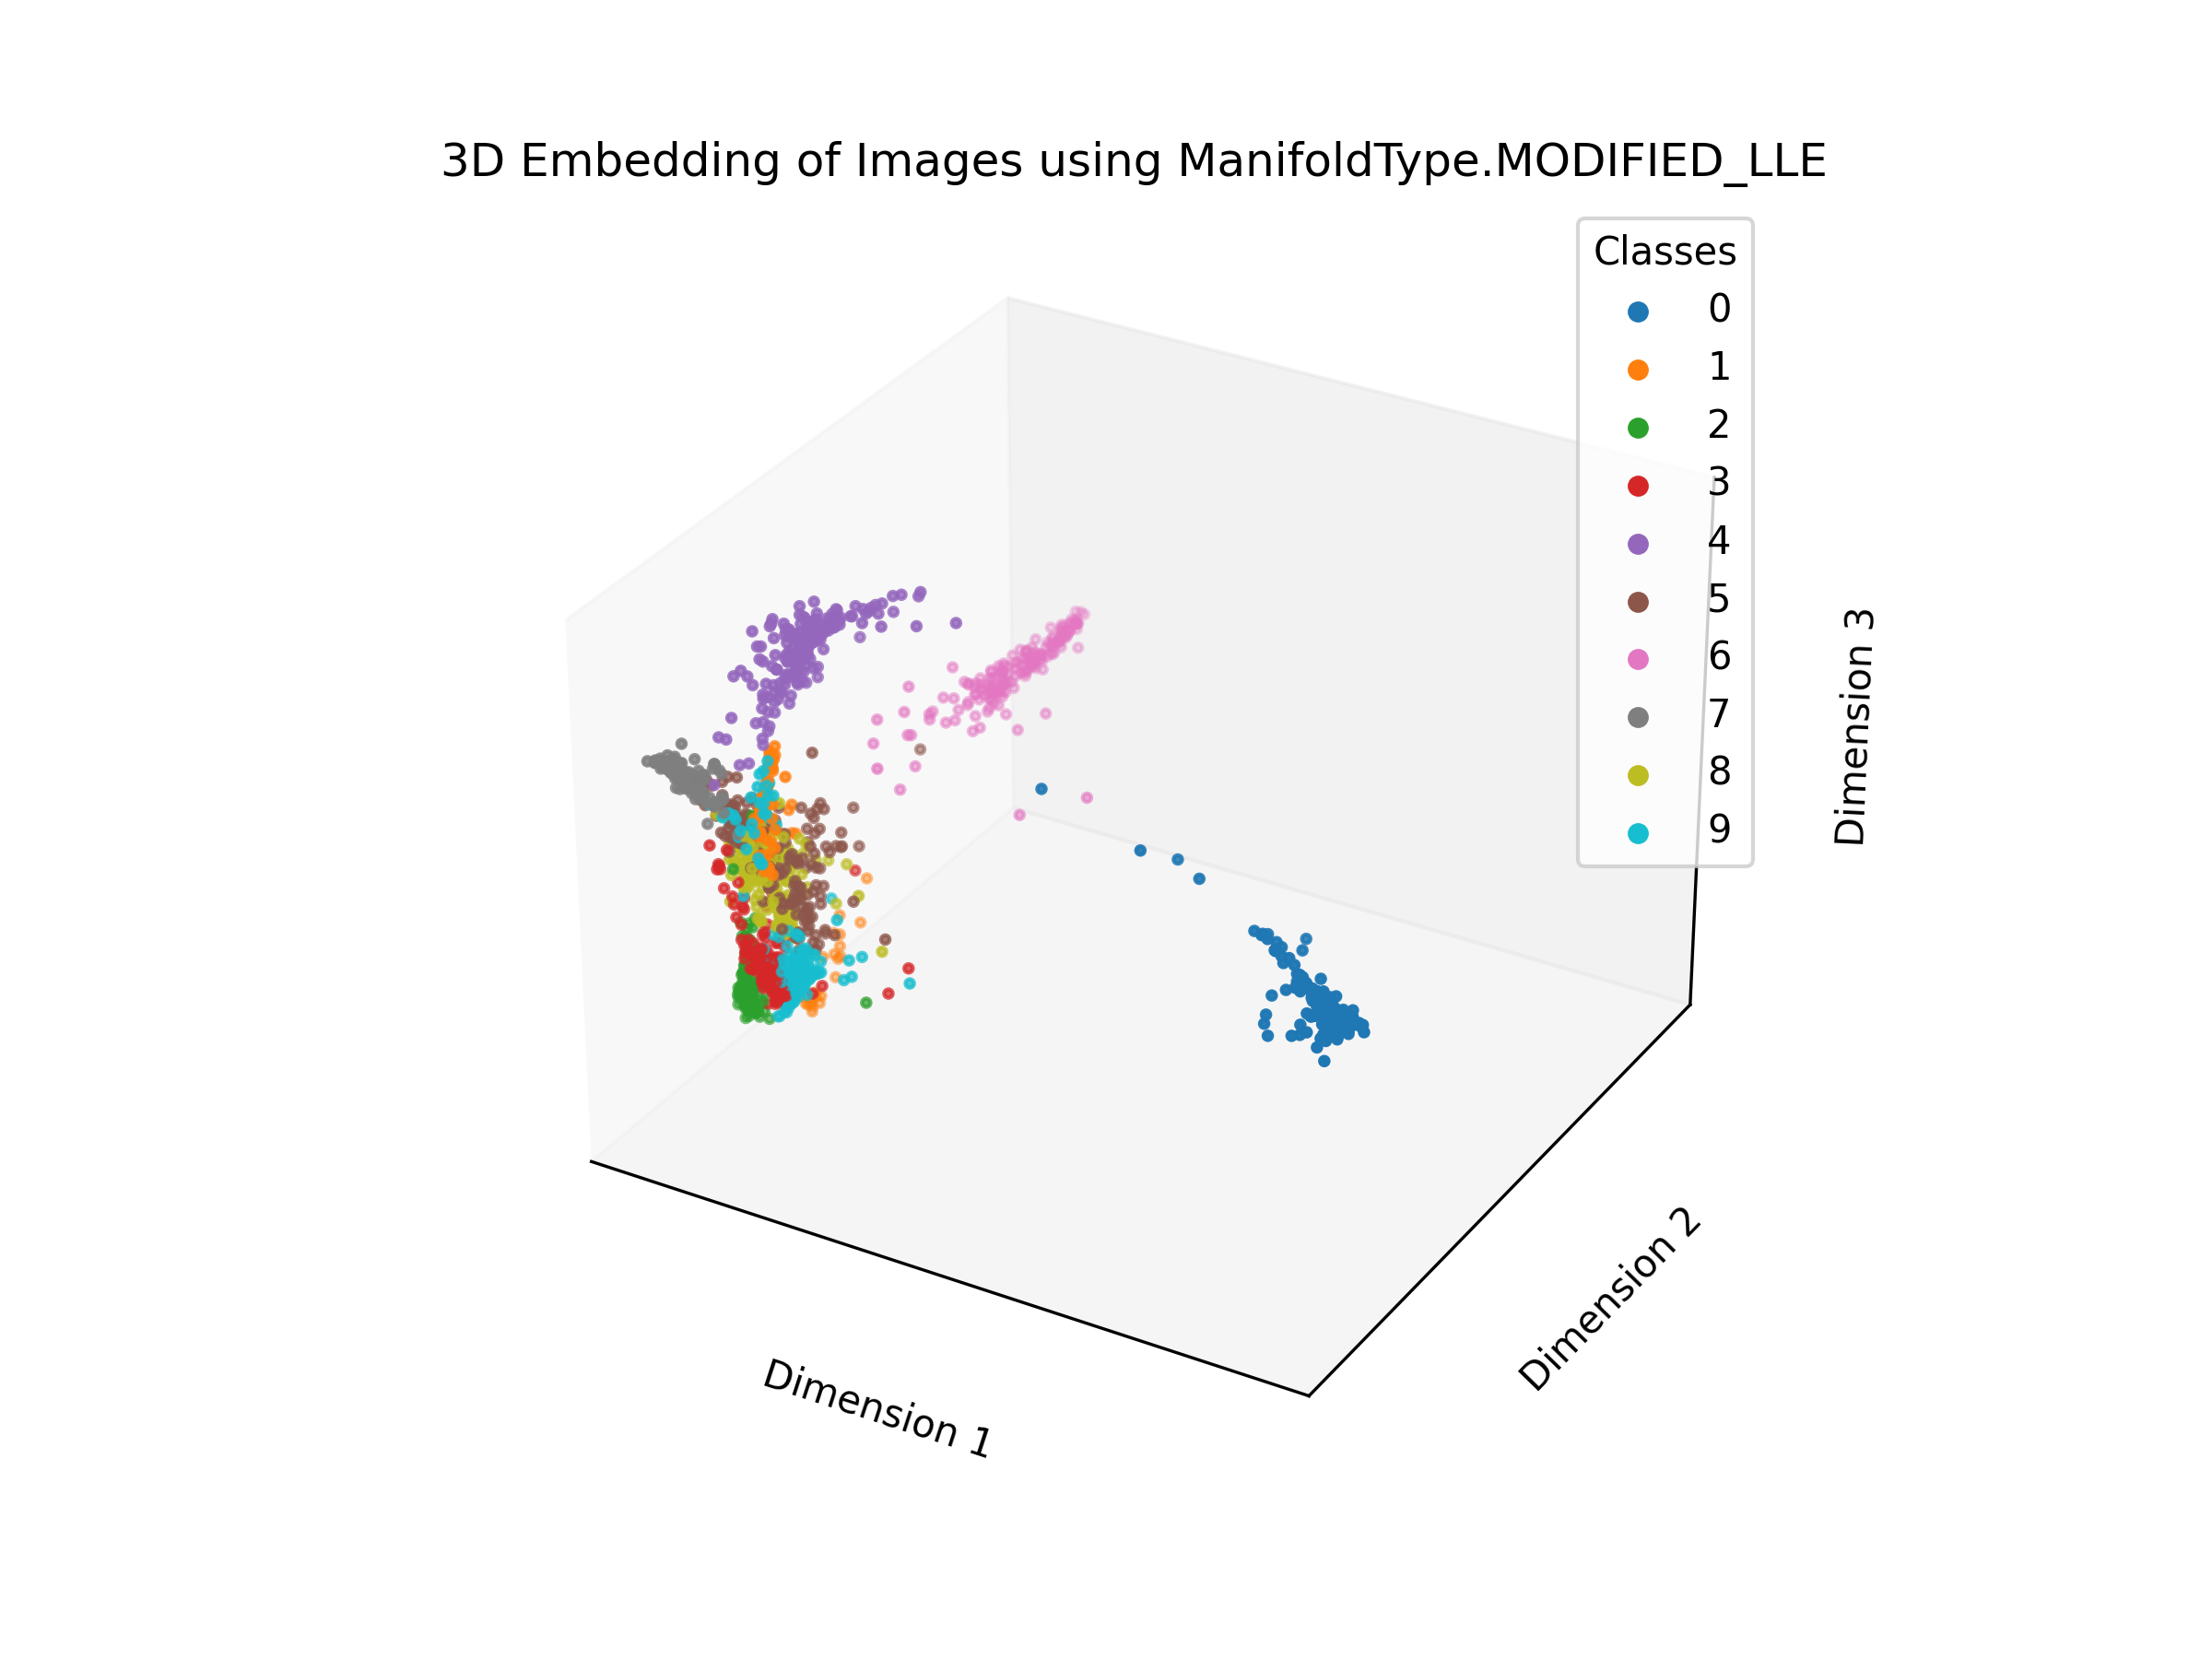 3D Embedding of Images using ManifoldType.MODIFIED_LLE
Classes
0
1
2
3
4
5
6
7
8
9
Dimension 3
Dimension 2
Dimension 1